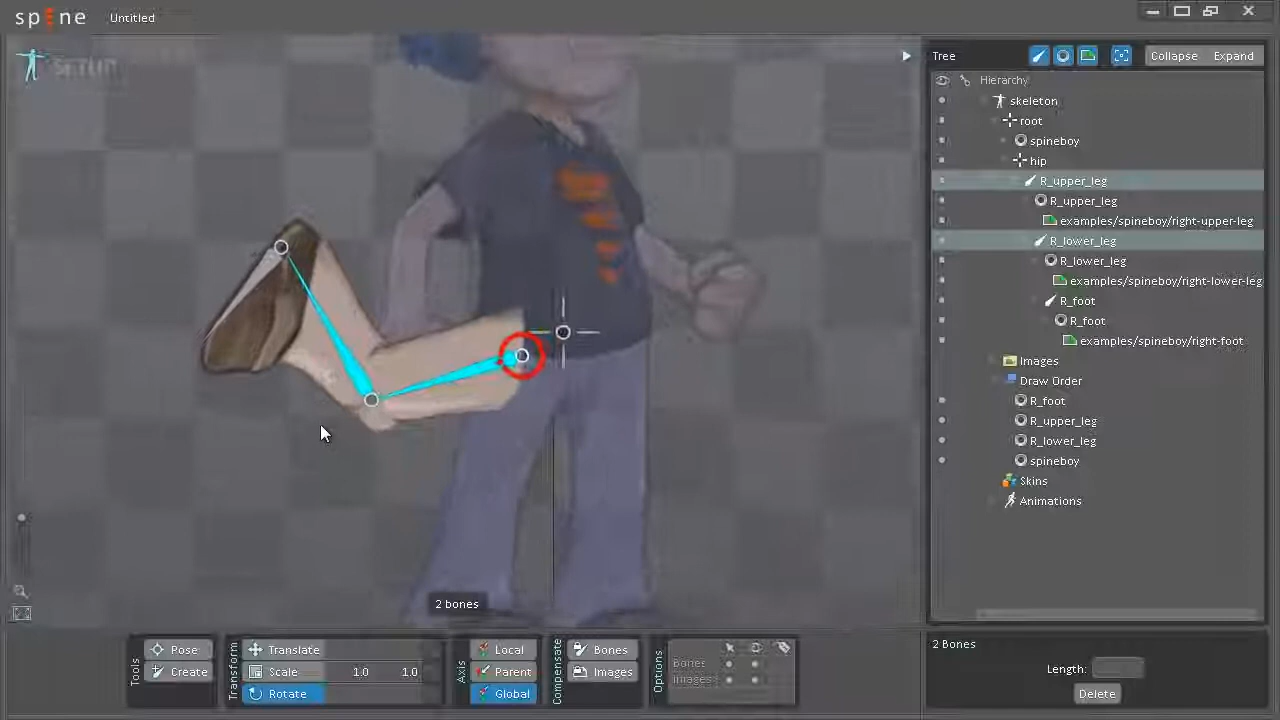 spine Untitled
SETUP
Tree Collapse Expand
Hierarchy
skeleton
root
spineboy
hip
R_upper_leg
R_upper_leg
examples/spineboy/right-upper-leg
R_lower_leg
R_lower_leg
examples/spineboy/right-lower-leg
R_foot
R_foot
examples/spineboy/right-foot
Images
Draw Order
R_foot
R_upper_leg
R_lower_leg
spineboy
Skins
Animations
2 bones
Tools
Pose
Create
Transform
Translate
Scale 1.0 1.0
Rotate
Axis
Local
Parent
Global
Compensate
Bones
Images
Options
Bones
Images
2 Bones
Length:
Delete